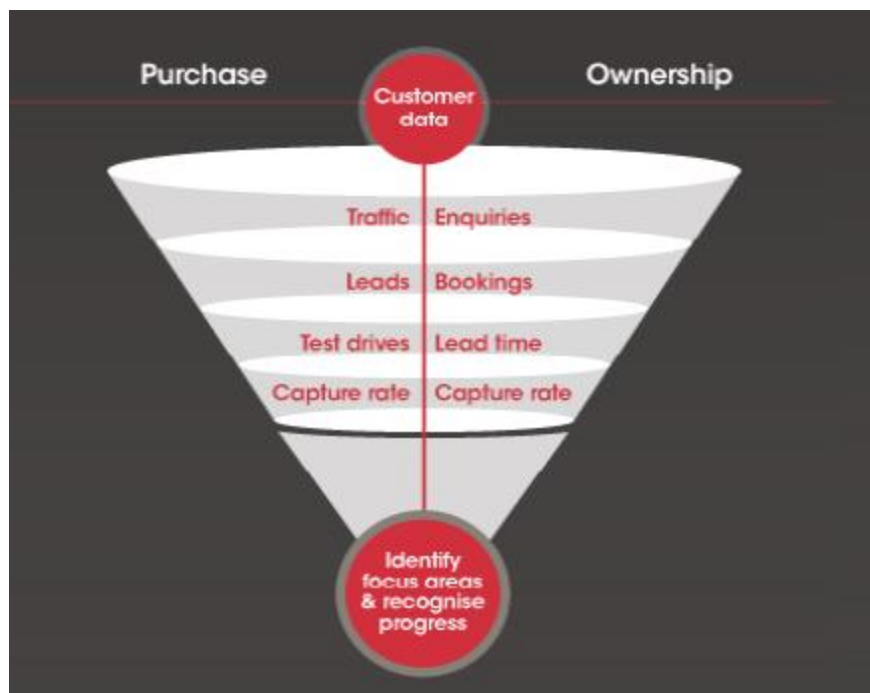 Purchase
Customer
data
Ownership
Traffic Enquiries
Leads Bookings
Test drives Lead time
Capture rate Capture rate
Identify
focus areas
& recognise
progress